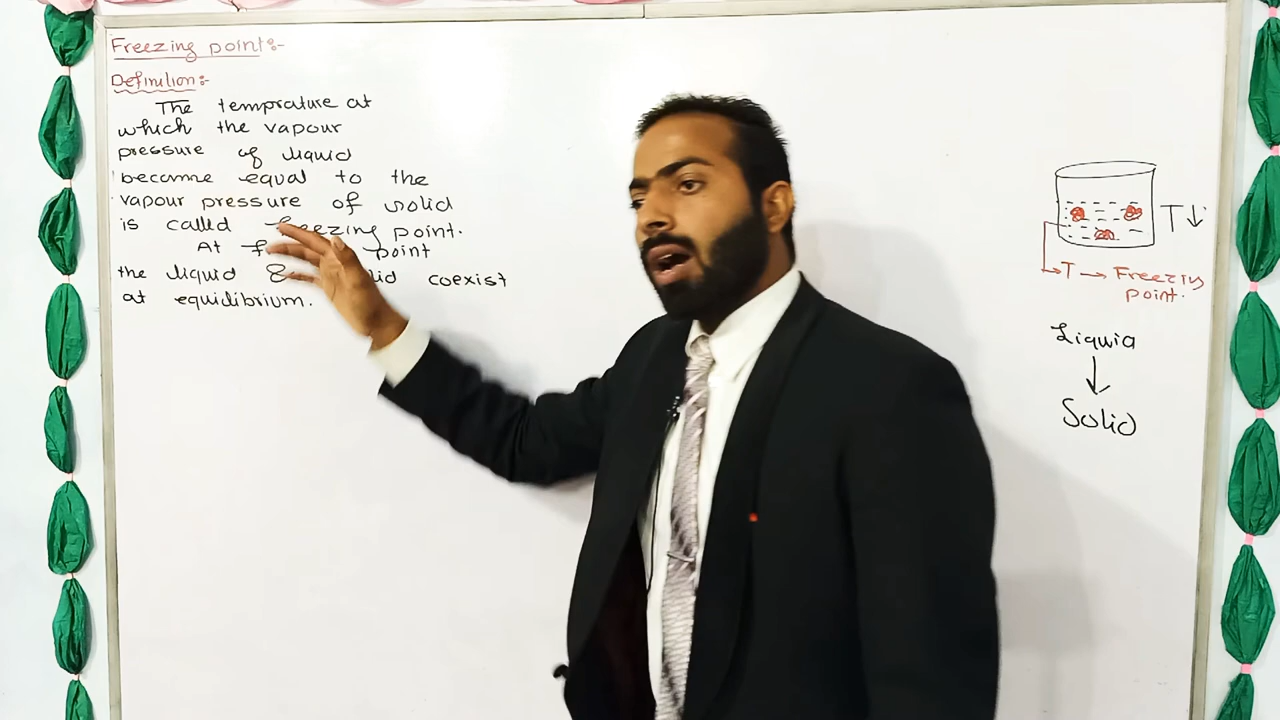 Freezing point:-
Definition:-
The temprature at
which the vapour
pressure of liquid
became equal to the
vapour pressure of solid
is called freezing point.
At point
the liquid & coexist
at equilibrium.
T↓
T → Freezing
point.
Liquid
↓
Solid